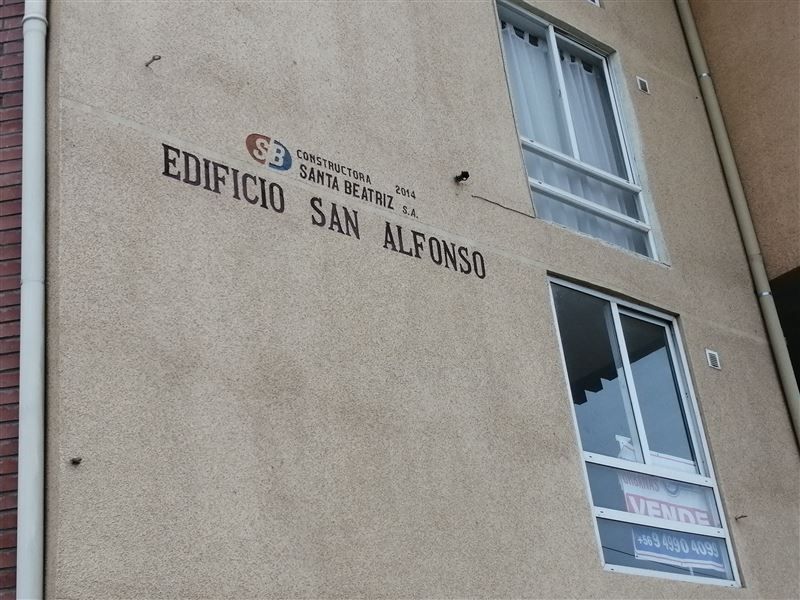 SB
CONSTRUCTORA 2014
SANTA BEATRIZ S.A.
EDIFICIO SAN ALFONSO
VENDE
+56 9 4990 4099